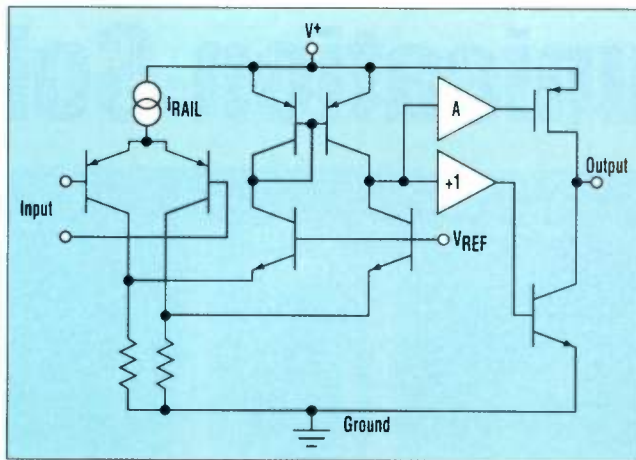 V+
IRAIL
A
Output
Input
+1
VREF
Ground